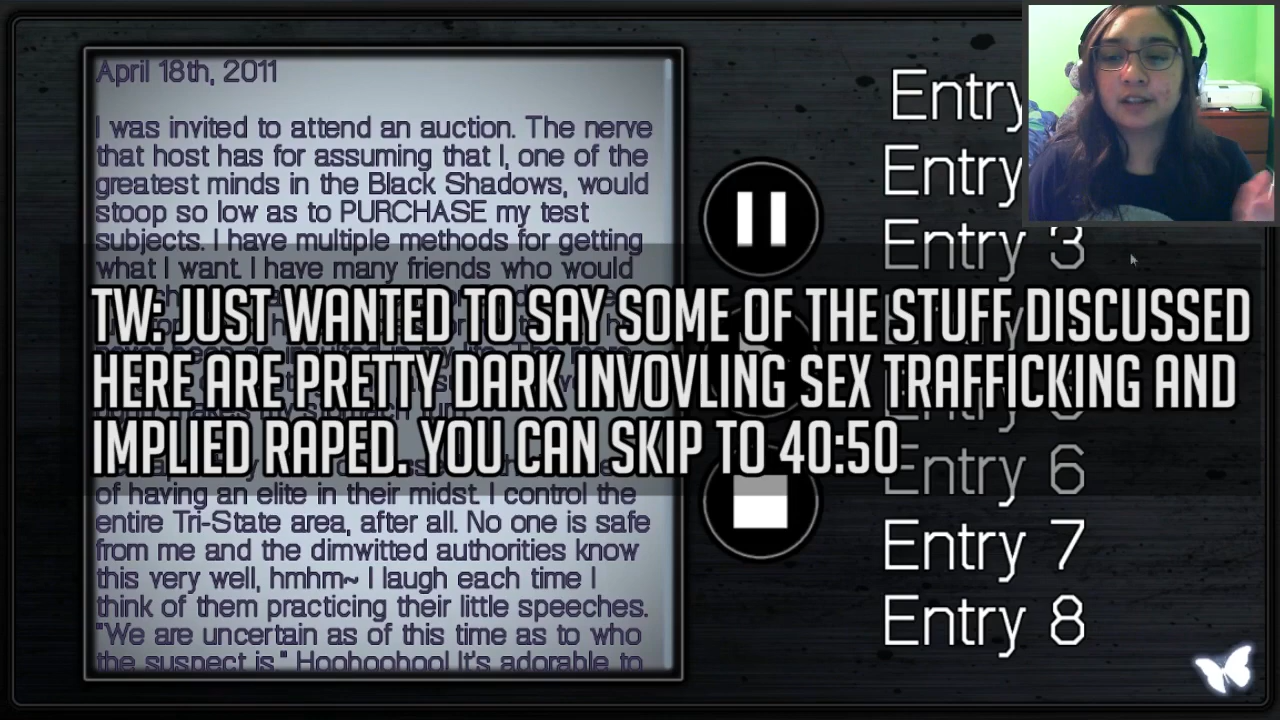 April 18th, 2011
I was invited to attend an auction. The nerve
that host has for assuming that I, one of the
greatest minds in the Black Shadows, would
stoop so low as to PURCHASE my test
subjects. I have multiple methods for getting
what I want. I have many friends who would
TW: JUST WANTED TO SAY SOME OF THE STUFF DISCUSSED
HERE ARE PRETTY DARK INVOVLING SEX TRAFFICKING AND
IMPLIED RAPED. YOU CAN SKIP TO 40:50
of having an elite in their midst. I control the
entire Tri-State area, after all. No one is safe
from me and the dimwitted authorities know
this very well, hmhm~ I laugh each time I
think of them practicing their little speeches.
"We are uncertain as of this time as to who
the suspect is." Hoohoohoo! It's adorable to
Entry
Entry
Entry 3
Entry 6
Entry 7
Entry 8